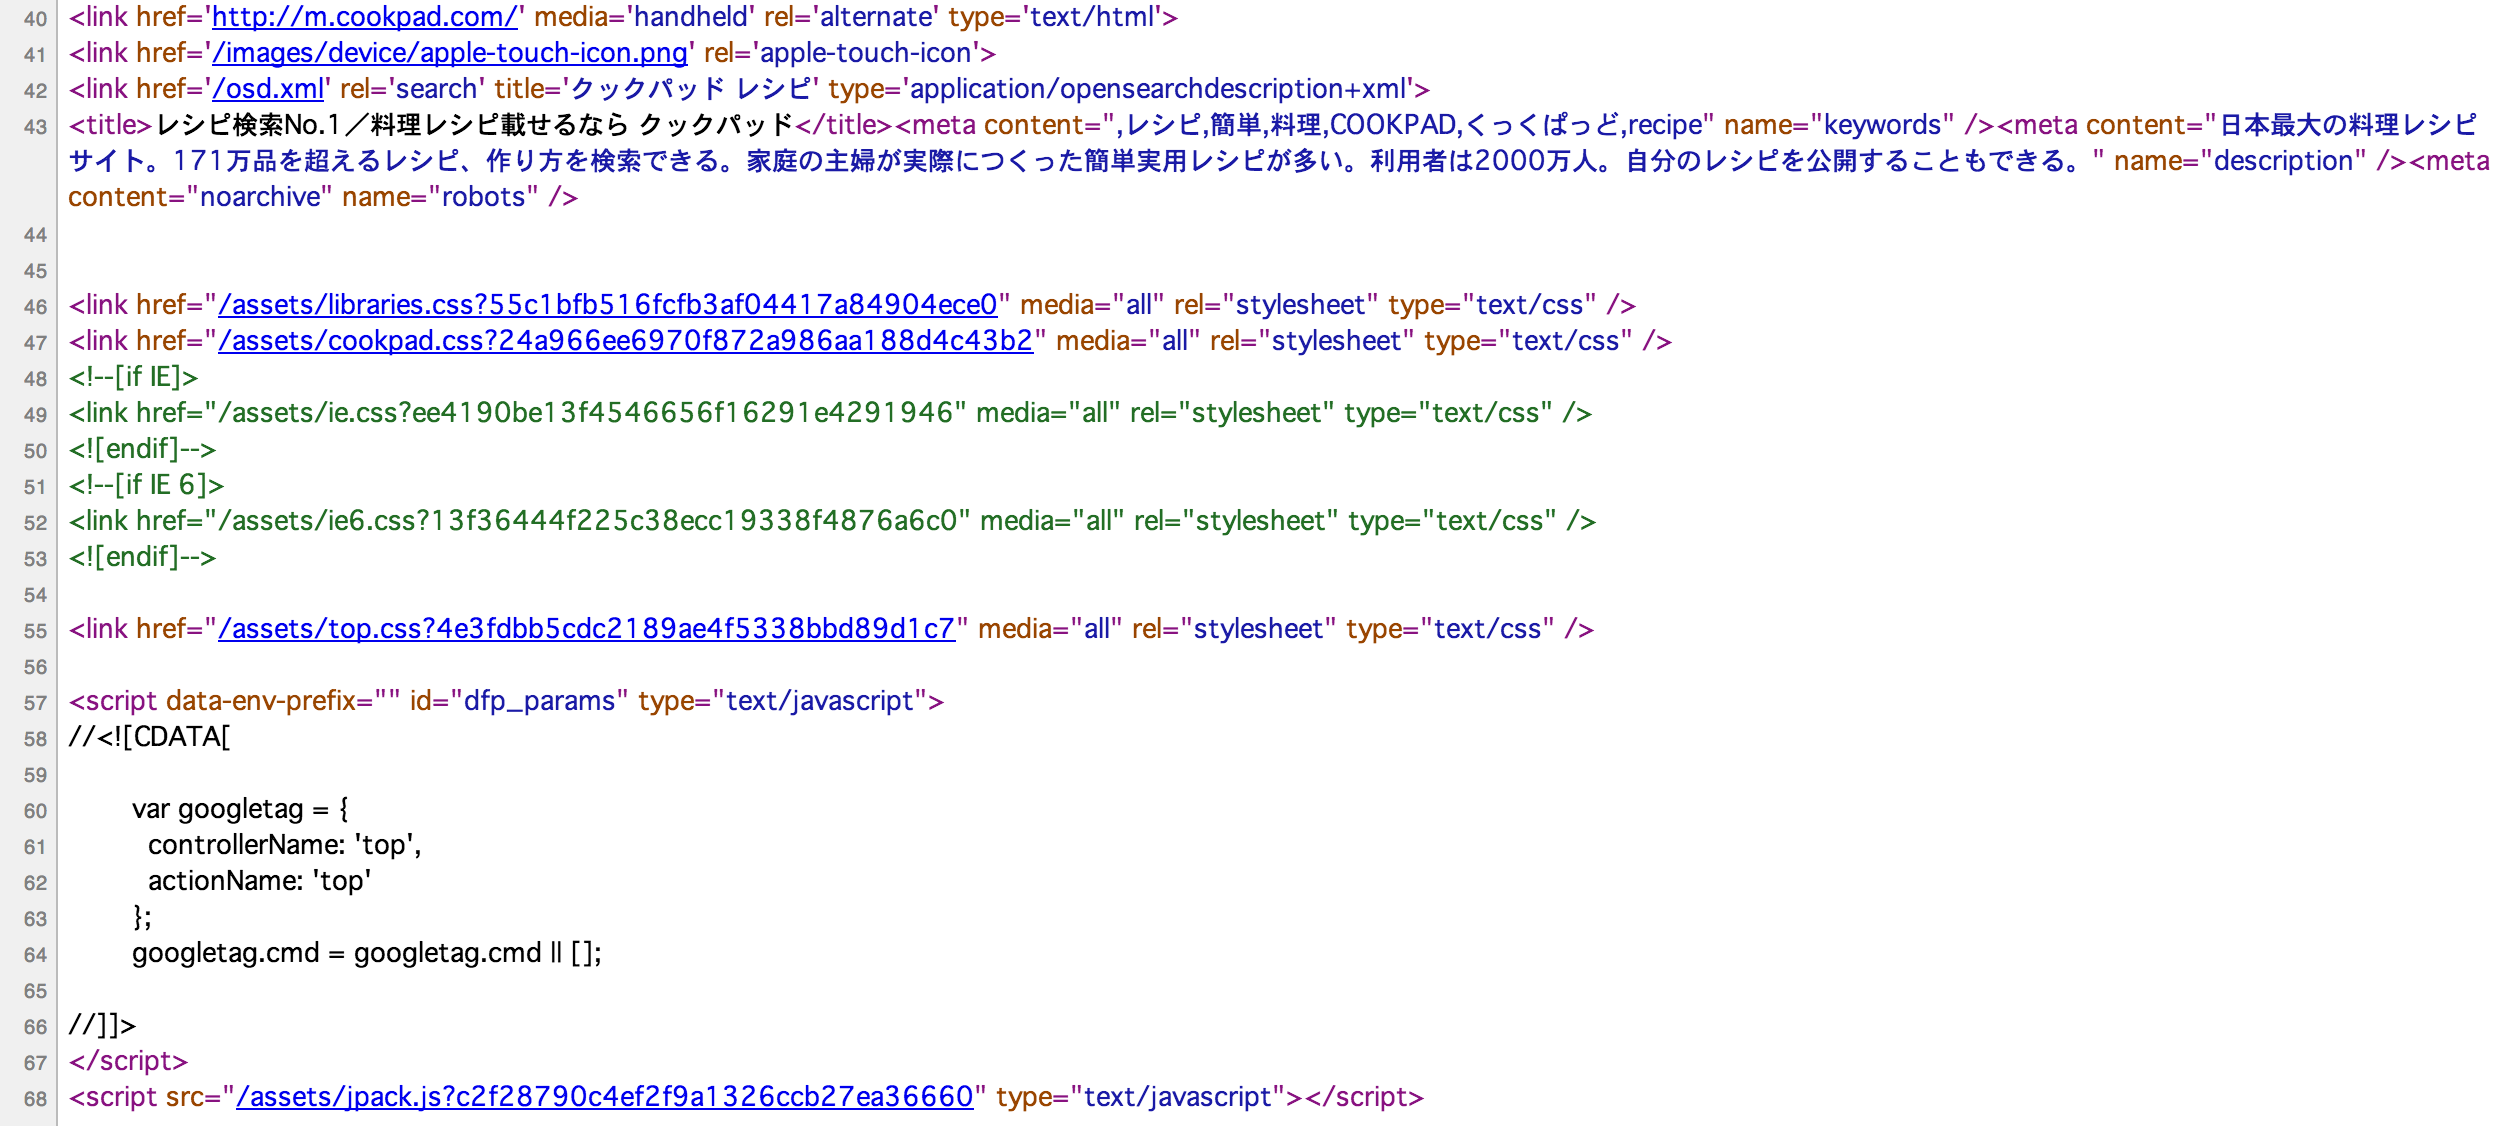 40 <link href='http://m.cookpad.com/' media='handheld' rel='alternate' type='text/html'>
41 <link href='/images/device/apple-touch-icon.png' rel='apple-touch-icon'>
42 <link href='/osd.xml' rel='search' title='クックパッド レシピ' type='application/opensearchdescription+xml'>
43 <title>レシピ検索No.1／料理レシピ載せるなら クックパッド</title><meta content=",レシピ,簡単,料理,COOKPAD,くっくぱっど,recipe" name="keywords" /><meta content="日本最大の料理レシピ
サイト。171万品を超えるレシピ、作り方を検索できる。家庭の主婦が実際につくった簡単実用レシピが多い。利用者は2000万人。自分のレシピを公開することもできる。" name="description" /><meta
content="noarchive" name="robots" />
44
45
46 <link href="/assets/libraries.css?55c1bfb516fcfb3af04417a84904ece0" media="all" rel="stylesheet" type="text/css" />
47 <link href="/assets/cookpad.css?24a966ee6970f872a986aa188d4c43b2" media="all" rel="stylesheet" type="text/css" />
48 <!--[if IE]>
49 <link href="/assets/ie.css?ee4190be13f4546656f16291e4291946" media="all" rel="stylesheet" type="text/css" />
50 <![endif]-->
51 <!--[if IE 6]>
52 <link href="/assets/ie6.css?13f36444f225c38ecc19338f4876a6c0" media="all" rel="stylesheet" type="text/css" />
53 <![endif]-->
54
55 <link href="/assets/top.css?4e3fdbb5cdc2189ae4f5338bbd89d1c7" media="all" rel="stylesheet" type="text/css" />
56
57 <script data-env-prefix="" id="dfp_params" type="text/javascript">
58 //<![CDATA[
59
60 var googletag = {
61 controllerName: 'top',
62 actionName: 'top'
63 };
64 googletag.cmd = googletag.cmd || [];
65
66 //]]>
67 </script>
68 <script src="/assets/jpack.js?c2f28790c4ef2f9a1326ccb27ea36660" type="text/javascript"></script>